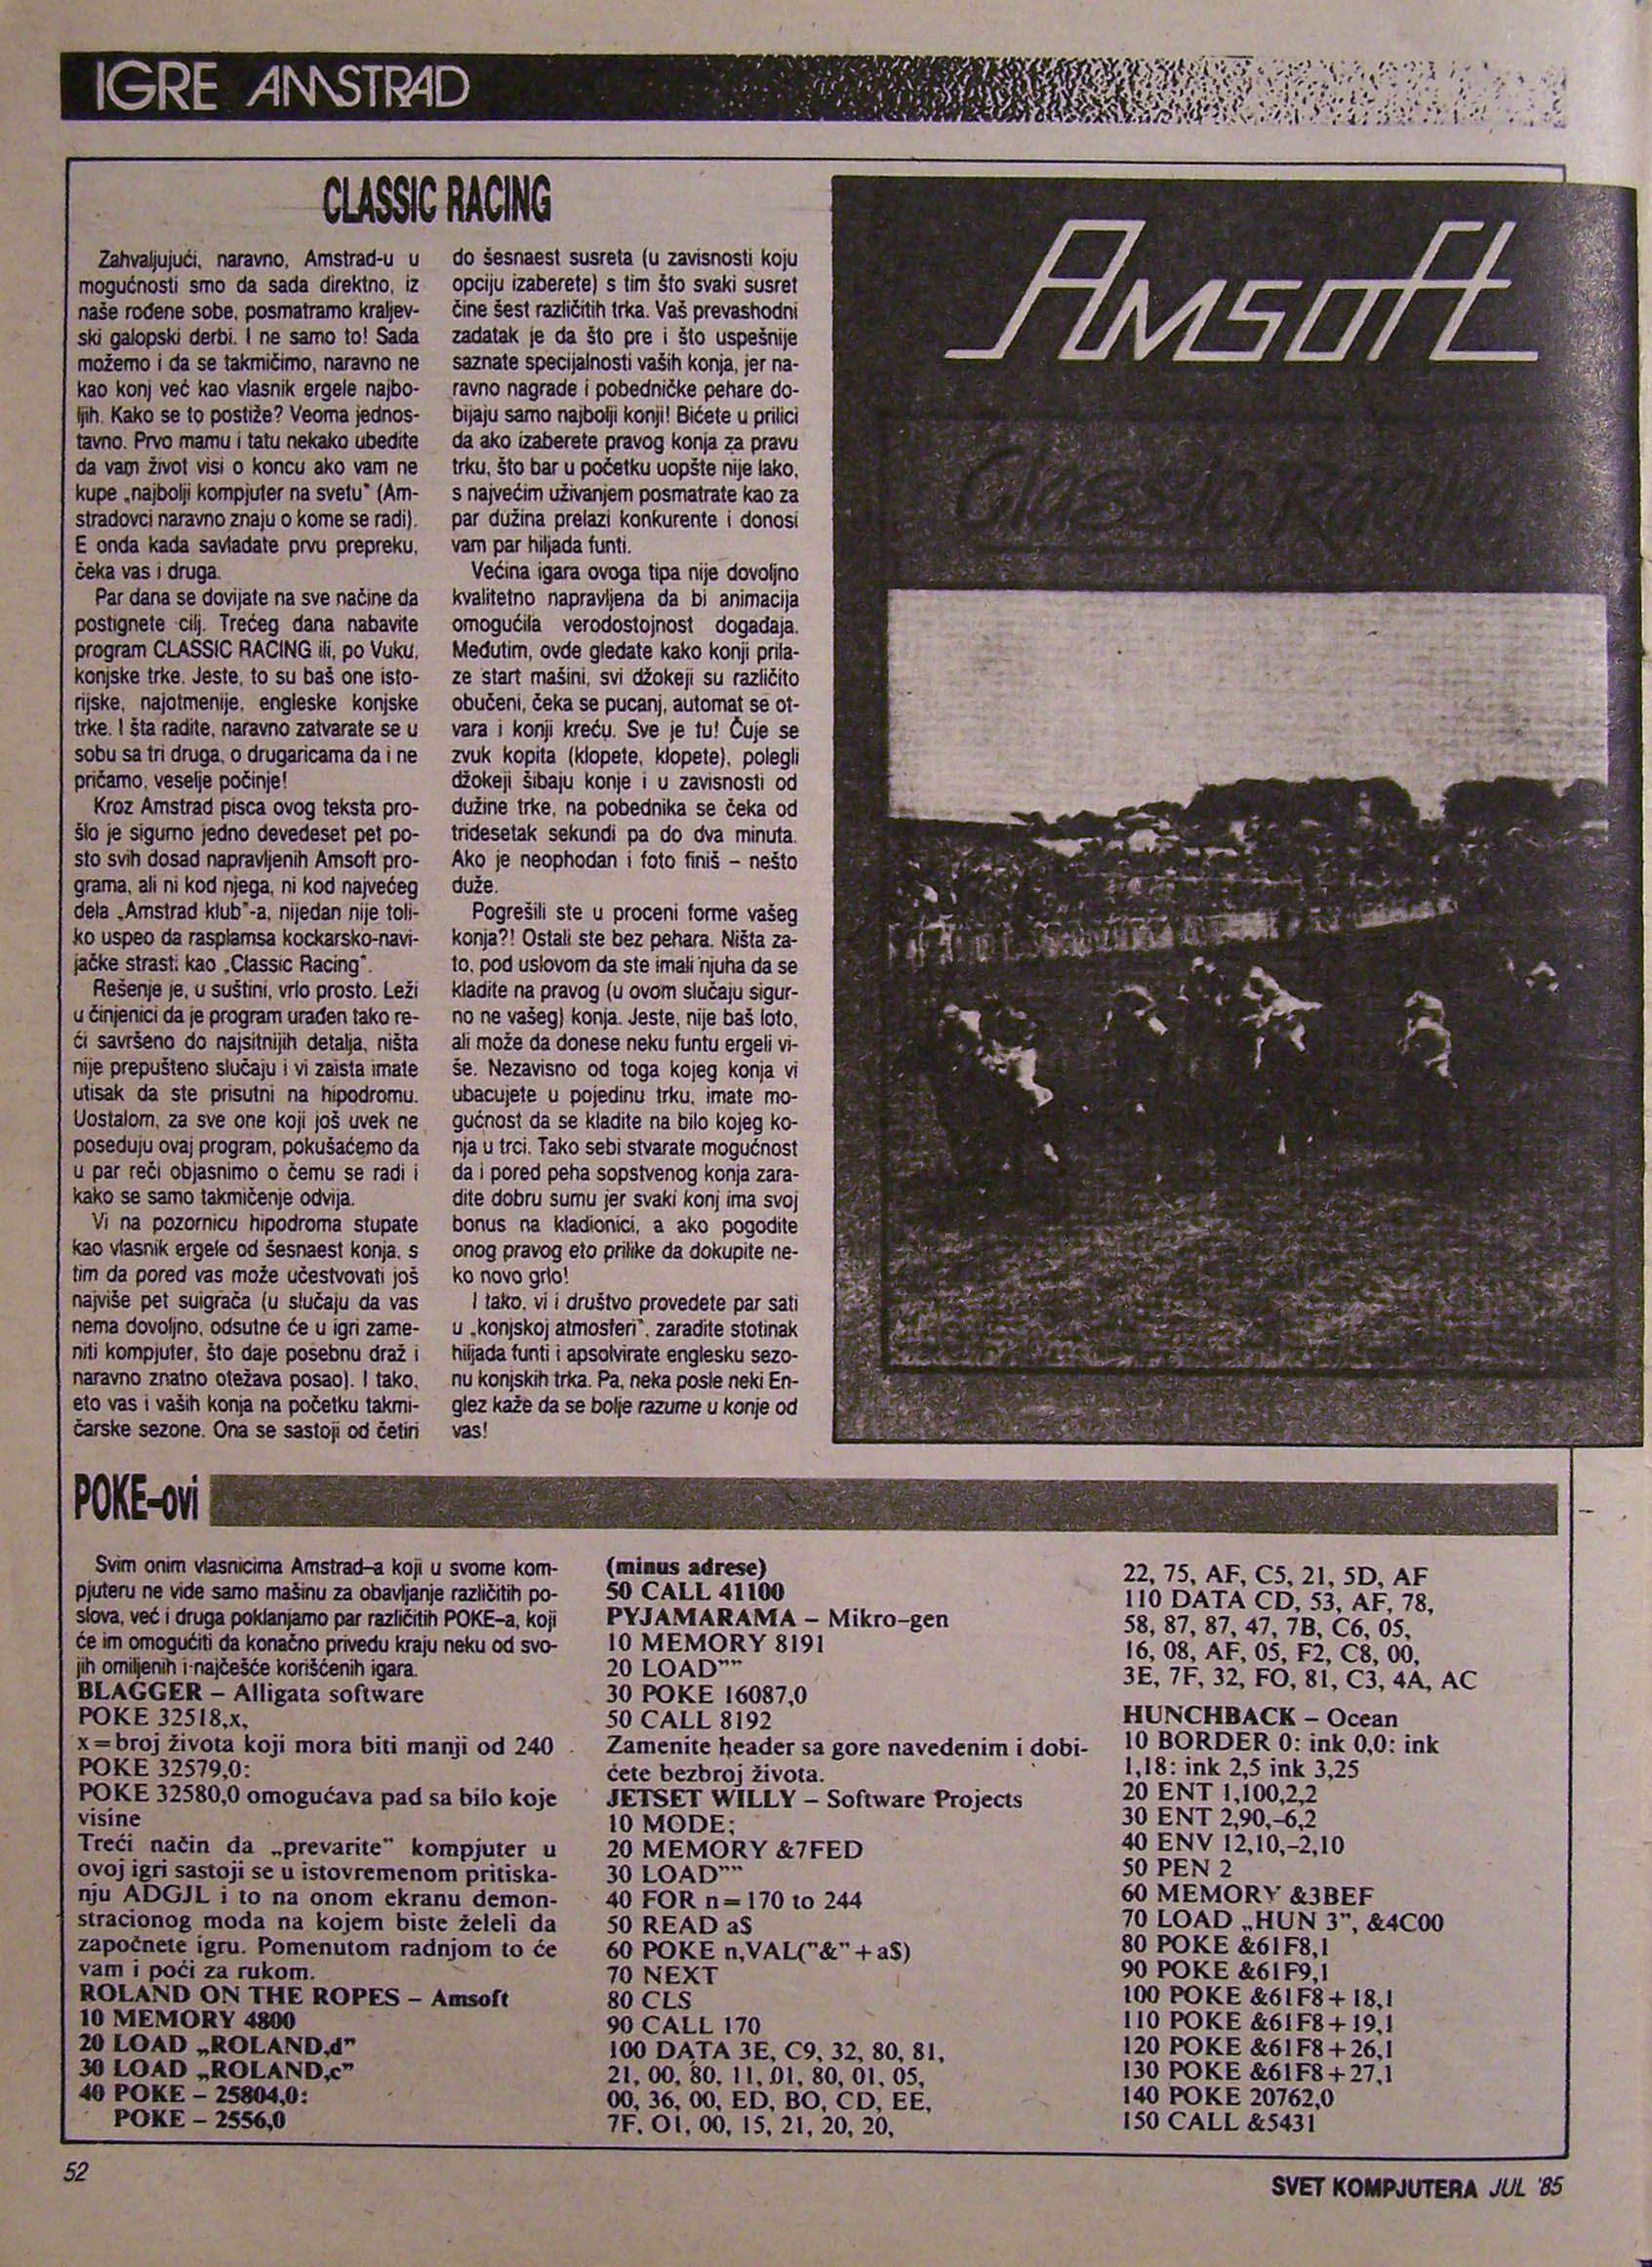 IGRE AMSTRAD
CLASSIC RACING
Zahvaljujući, naravno, Amstrad-u u
mogućnosti smo da sada direktno, iz
naše rođene sobe, posmatramo kraljev-
ski galopski derbi. I ne samo to! Sada
možemo i da se takmičimo, naravno ne
kao konj već kao vlasnik ergele najbo-
ljih. Kako se to postiže? Veoma jednos-
tavno. Prvo mamu i tatu nekako ubedite
da vam život visi o koncu ako vam ne
kupe „najbolji kompjuter na svetu" (Am-
stradovci naravno znaju o kome se radi).
E onda kada savladate prvu prepreku,
čeka vas i druga.
Par dana se dovijate na sve načine da
postignete cilj. Trećeg dana nabavite
program CLASSIC RACING ili, po Vuku,
konjske trke. Jeste, to su baš one isto-
rijske, najotmenije, engleske konjske
trke. I šta radite, naravno zatvarate se u
sobu sa tri druga, o drugaricama da i ne
pričamo, veselje počinje!
Kroz Amstrad pisca ovog teksta pro-
šlo je sigurno jedno devedeset pet po-
sto svih dosad napravljenih Amsoft pro-
grama, ali ni kod njega, ni kod najvećeg
dela „Amstrad klub"-a, nijedan nije toli-
ko uspeo da rasplamsa kockarsko-navi-
jačke strasti kao „Classic Racing".
Rešenje je, u suštini, vrlo prosto. Leži
u činjenici da je program urađen tako re-
ći savršeno do najsitnijih detalja, ništa
nije prepušteno slučaju i vi zaista imate
utisak da ste prisutni na hipodromu.
Uostalom, za sve one koji još uvek ne
poseduju ovaj program, pokušaćemo da
u par reči objasnimo o čemu se radi i
kako se samo takmičenje odvija.
Vi na pozornicu hipodroma stupate
kao vlasnik ergele od šesnaest konja, s
tim da pored vas može učestvovati još
najviše pet suigrača (u slučaju da vas
nema dovoljno, odsutne će u igri zame-
niti kompjuter, što daje posebnu draž i
naravno znatno otežava posao). I tako,
eto vas i vaših konja na početku takmi-
čarske sezone. Ona se sastoji od četiri
do šesnaest susreta (u zavisnosti koju
opciju izaberete) s tim što svaki susret
čine šest različitih trka. Vaš prevashodni
zadatak je da što pre i što uspešnije
saznate specijalnosti vaših konja, jer na-
ravno nagrade i pobedničke pehare do-
bijaju samo najbolji konji! Bićete u prilici
da ako izaberete pravog konja za pravu
trku, što bar u početku uopšte nije lako,
s najvećim uživanjem posmatrate kao za
par dužina prelazi konkurente i donosi
vam par hiljada funti.
Većina igara ovoga tipa nije dovoljno
kvalitetno napravljena da bi animacija
omogućila verodostojnost događaja.
Međutim, ovde gledate kako konji prila-
ze start mašini, svi džokeji su različito
obučeni, čeka se pucanj, automat se ot-
vara i konji kreću. Sve je tu! Čuje se
zvuk kopita (klopete, klopete), polegli
džokeji šibaju konje i u zavisnosti od
dužine trke, na pobednika se čeka od
tridesetak sekundi pa do dva minuta.
Ako je neophodan i foto finiš – nešto
duže.
Pogrešili ste u proceni forme vašeg
konja?! Ostali ste bez pehara. Ništa za-
to, pod uslovom da ste imali njuha da se
kladite na pravog (u ovom slučaju sigur-
no ne vašeg) konja. Jeste, nije baš loto,
ali može da donese neku funtu ergeli vi-
še. Nezavisno od toga kojeg konja vi
ubacujete u pojedinu trku, imate mo-
gućnost da se kladite na bilo kojeg ko-
nja u trci. Tako sebi stvarate mogućnost
da i pored peha sopstvenog konja zara-
dite dobru sumu jer svaki konj ima svoj
bonus na kladionici, a ako pogodite
onog pravog eto prilike da dokupite ne-
ko novo grlo!
I tako, vi i društvo provedete par sati
u „konjskoj atmosferi", zaradite stotinak
hiljada funti i apsolvirate englesku sezo-
nu konjskih trka. Pa, neka posle neki En-
glez kaže da se bolje razume u konje od
vas!
Amsoft
Classic Racing
POKE-ovi
Svim onim vlasnicima Amstrad–a koji u svome kom-
pjuteru ne vide samo mašinu za obavljanje različitih po-
slova, već i druga poklanjamo par različitih POKE–a, koji
će im omogućiti da konačno privedu kraju neku od svo-
jih omiljenih i najčešće korišćenih igara.
BLAGGER – Alligata software
POKE 32518,x,
x=broj života koji mora biti manji od 240
POKE 32579,0:
POKE 32580,0 omogućava pad sa bilo koje
visine
Treći način da „prevarite" kompjuter u
ovoj igri sastoji se u istovremenom pritiska-
nju ADGJL i to na onom ekranu demon-
stracionog moda na kojem biste želeli da
započnete igru. Pomenutom radnjom to će
vam i poći za rukom.
ROLAND ON THE ROPES – Amsoft
10 MEMORY 4800
20 LOAD „ROLAND,d"
30 LOAD „ROLAND,c"
40 POKE – 25804,0:
POKE – 2556,0
(minus adrese)
50 CALL 41100
PYJAMARAMA – Mikro–gen
10 MEMORY 8191
20 LOAD""
30 POKE 16087,0
50 CALL 8192
Zamenite header sa gore navedenim i dobi-
ćete bezbroj života.
JETSET WILLY – Software Projects
10 MODE;
20 MEMORY &7FED
30 LOAD""
40 FOR n=170 to 244
50 READ a$
60 POKE n,VAL("&"+a$)
70 NEXT
80 CLS
90 CALL 170
100 DATA 3E, C9, 32, 80, 81,
21, 00, 80, 11, 01, 80, 01, 05,
00, 36, 00, ED, BO, CD, EE,
7F, O1, 00, 15, 21, 20, 20,
22, 75, AF, C5, 21, 5D, AF
110 DATA CD, 53, AF, 78,
58, 87, 87, 47, 7B, C6, 05,
16, 08, AF, 05, F2, C8, 00,
3E, 7F, 32, FO, 81, C3, 4A, AC
HUNCHBACK – Ocean
10 BORDER 0: ink 0,0: ink
1,18: ink 2,5 ink 3,25
20 ENT 1,100,2,2
30 ENT 2,90,–6,2
40 ENV 12,10,–2,10
50 PEN 2
60 MEMORY &3BEF
70 LOAD „HUN 3", &4C00
80 POKE &61F8,1
90 POKE &61F9,1
100 POKE &61F8+18,1
110 POKE &61F8+19,1
120 POKE &61F8+26,1
130 POKE &61F8+27,1
140 POKE 20762,0
150 CALL &5431
52
SVET KOMPJUTERA JUL '85